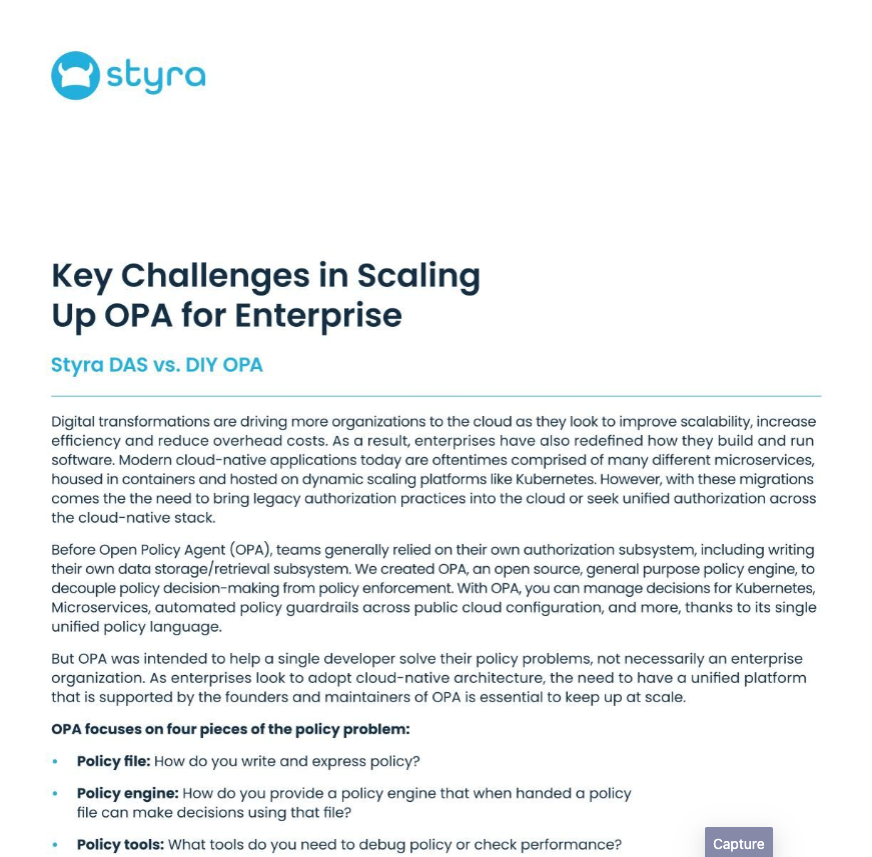 styra
Key Challenges in Scaling
Up OPA for Enterprise
Styra DAS vs. DIY OPA
Digital transformations are driving more organizations to the cloud as they look to improve scalability, increase
efficiency and reduce overhead costs. As a result, enterprises have also redefined how they build and run
software. Modern cloud-native applications today are oftentimes comprised of many different microservices,
housed in containers and hosted on dynamic scaling platforms like Kubernetes. However, with these migrations
comes the the need to bring legacy authorization practices into the cloud or seek unified authorization across
the cloud-native stack.
Before Open Policy Agent (OPA), teams generally relied on their own authorization subsystem, including writing
their own data storage/retrieval subsystem. We created OPA, an open source, general purpose policy engine, to
decouple policy decision-making from policy enforcement. With OPA, you can manage decisions for Kubernetes,
Microservices, automated policy guardrails across public cloud configuration, and more, thanks to its single
unified policy language.
But OPA was intended to help a single developer solve their policy problems, not necessarily an enterprise
organization. As enterprises look to adopt cloud-native architecture, the need to have a unified platform
that is supported by the founders and maintainers of OPA is essential to keep up at scale.
OPA focuses on four pieces of the policy problem:
• Policy file: How do you write and express policy?
• Policy engine: How do you provide a policy engine that when handed a policy
file can make decisions using that file?
• Policy tools: What tools do you need to debug policy or check performance?
Capture